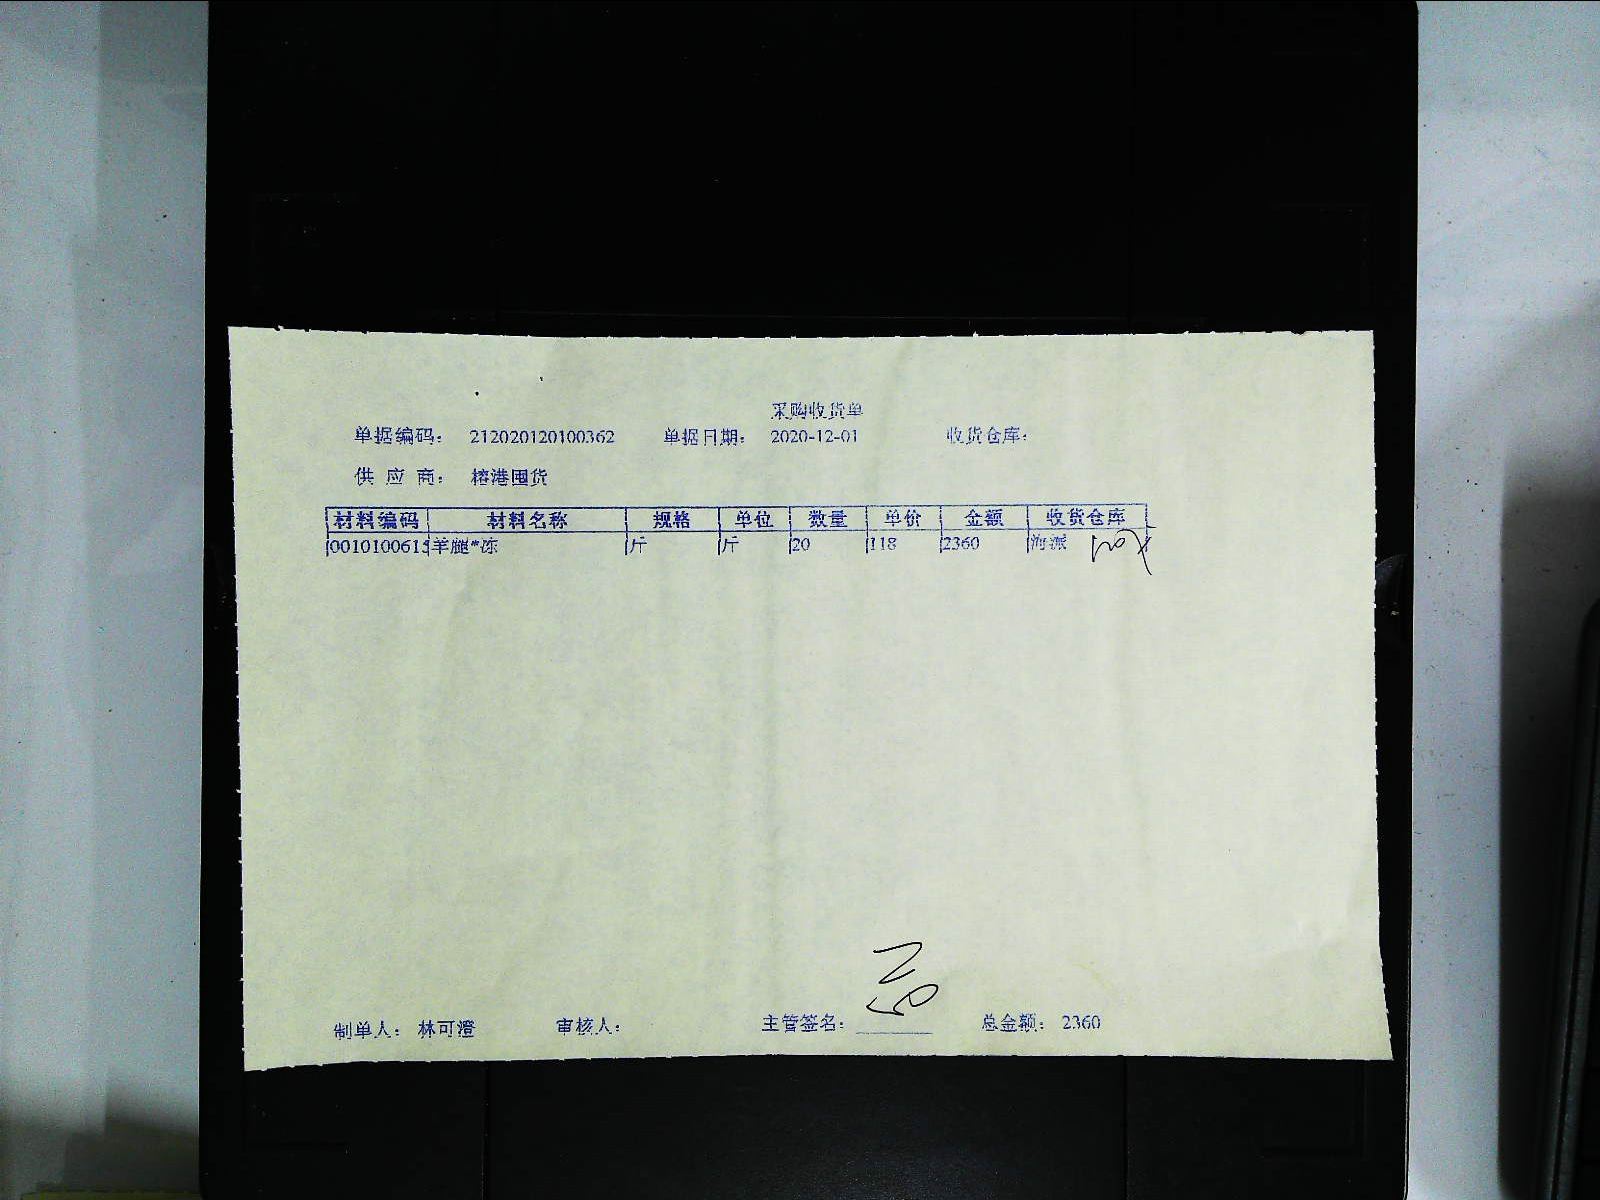 采购收货单
单据编码： 212020120100362 单据日期： 2020-12-01 收货仓库：
供 应 商： 榕港囤货
材料编码 材料名称 规格 单位 数量 单价 金额 收货仓库
0010100615 羊腿*冻 斤 斤 20 118 2360 海派
制单人： 林可澄 审核人： 主管签名： 总金额： 2360